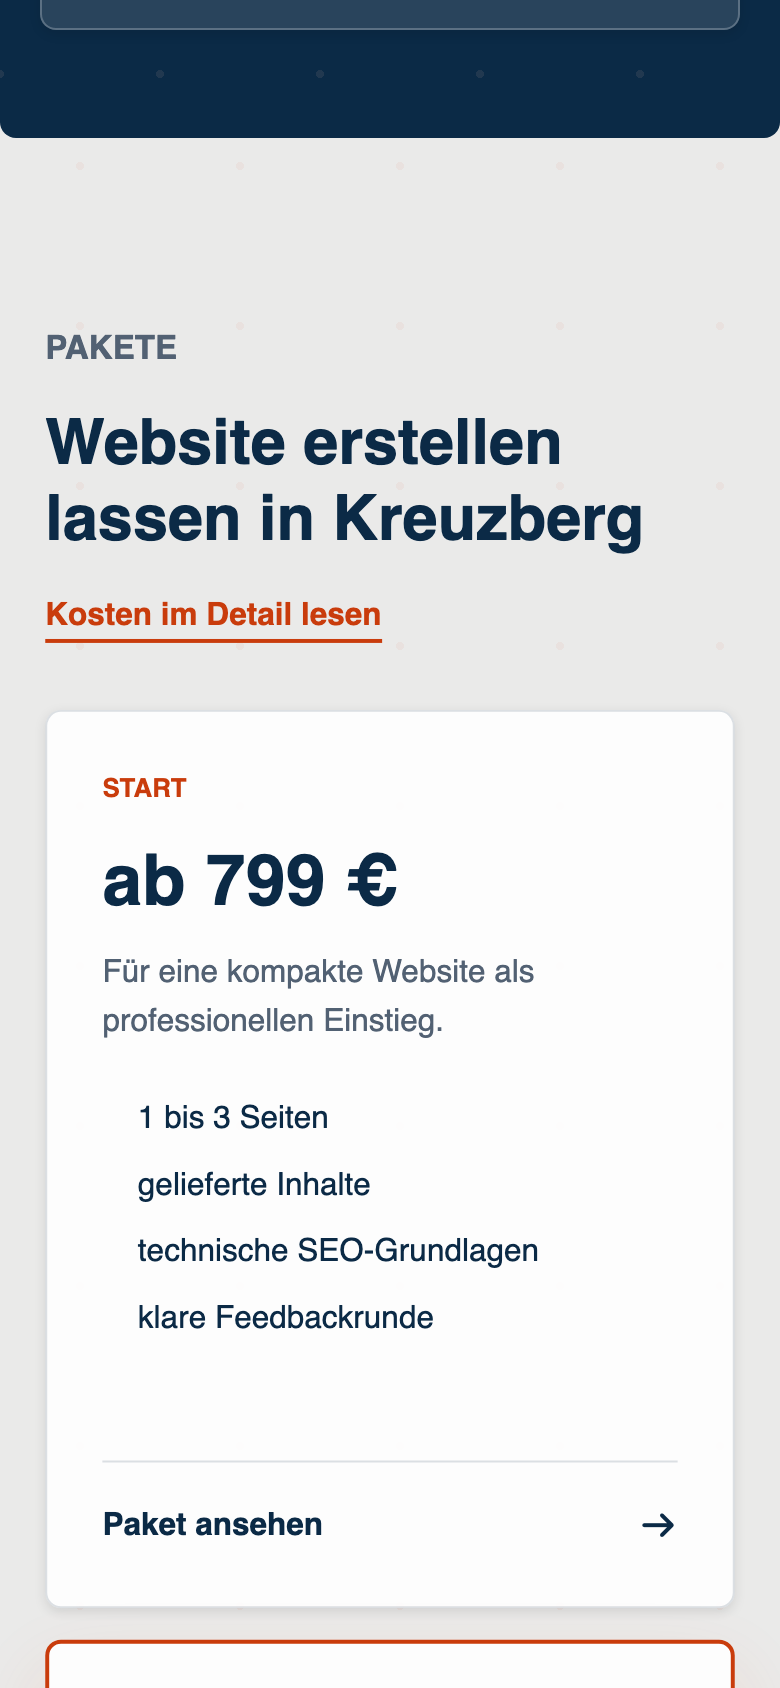 PAKETE
Website erstellen
lassen in Kreuzberg
Kosten im Detail lesen
START
ab 799 €
Für eine kompakte Website als
professionellen Einstieg.
1 bis 3 Seiten
gelieferte Inhalte
technische SEO-Grundlagen
klare Feedbackrunde
Paket ansehen